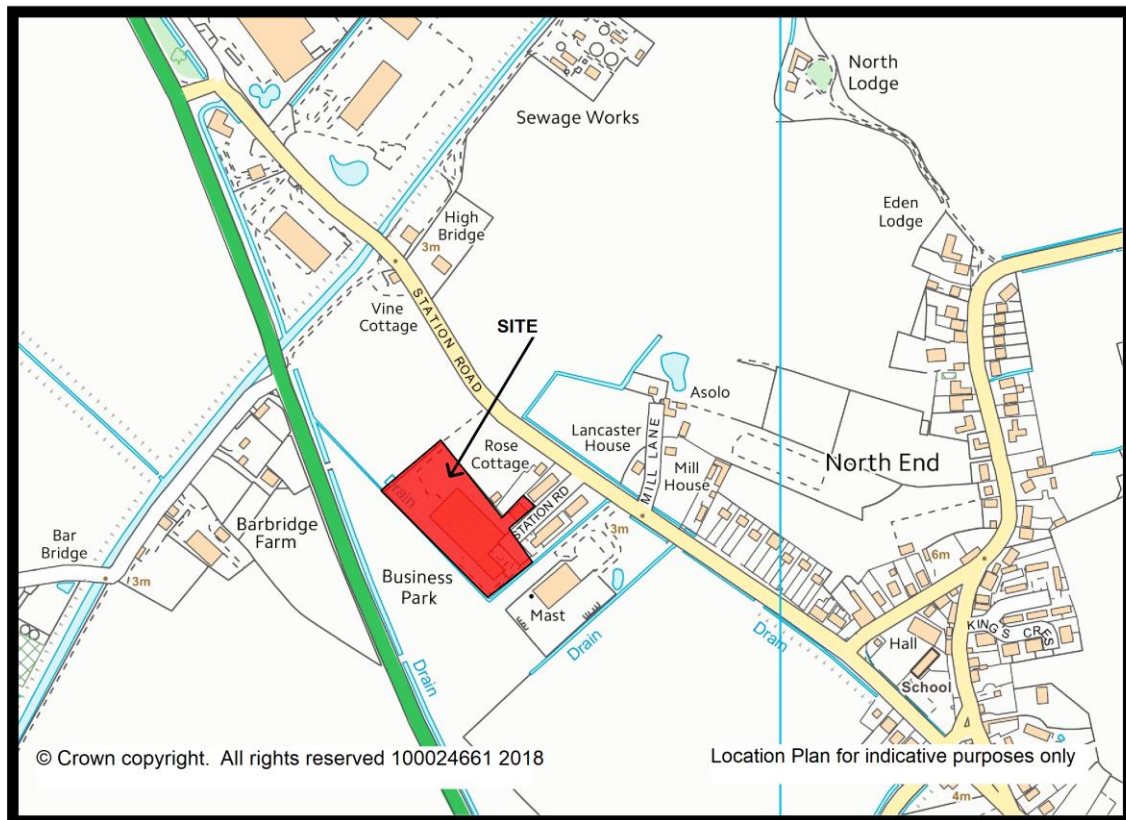 North
Lodge
Sewage Works
Eden
Lodge
High
Bridge
3m
Vine
Cottage
STATION ROAD
SITE
Asolo
Lancaster
House
MILL LANE
Rose
Cottage
Mill
House
North End
Drain
STATION RD
3m
Bar
Bridge
3m
Barbridge
Farm
Business
Park
Mast
6m
KING'S CRES
Hall
School
Drain
Drain
Drain
© Crown copyright. All rights reserved 100024661 2018
Location Plan for indicative purposes only
4m